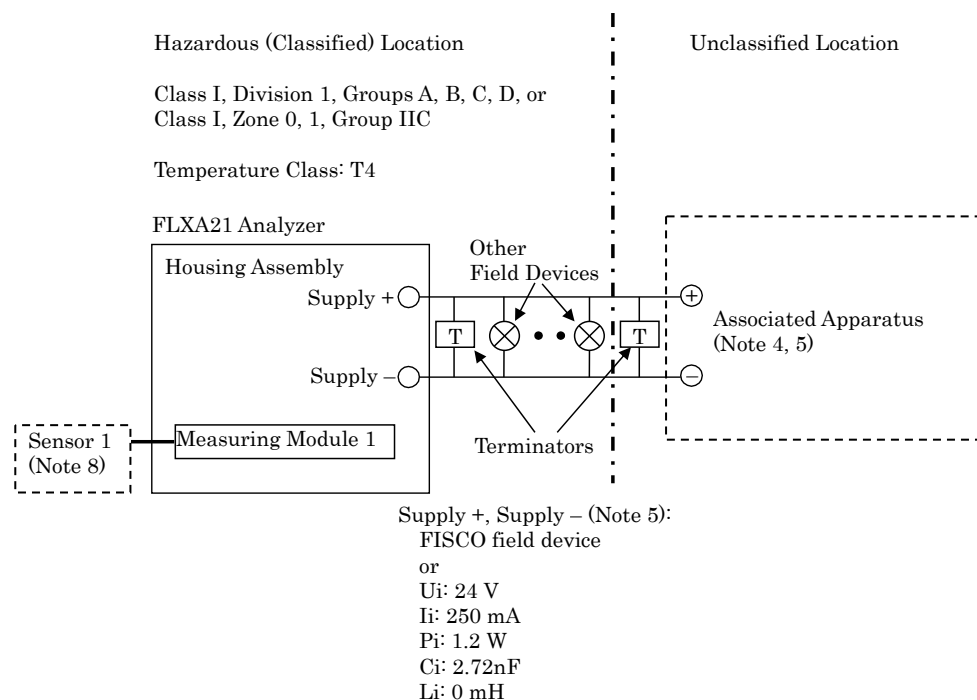 Hazardous (Classified) Location
Unclassified Location
Class I, Division 1, Groups A, B, C, D, or
Class I, Zone 0, 1, Group IIC
Temperature Class: T4
FLXA21 Analyzer
Housing Assembly
Other
Field Devices
Supply +
+
T
T
Associated Apparatus
(Note 4, 5)
Supply –
–
Sensor 1
(Note 8)
Measuring Module 1
Terminators
Supply +, Supply – (Note 5):
FISCO field device
or
Ui: 24 V
Ii: 250 mA
Pi: 1.2 W
Ci: 2.72nF
Li: 0 mH